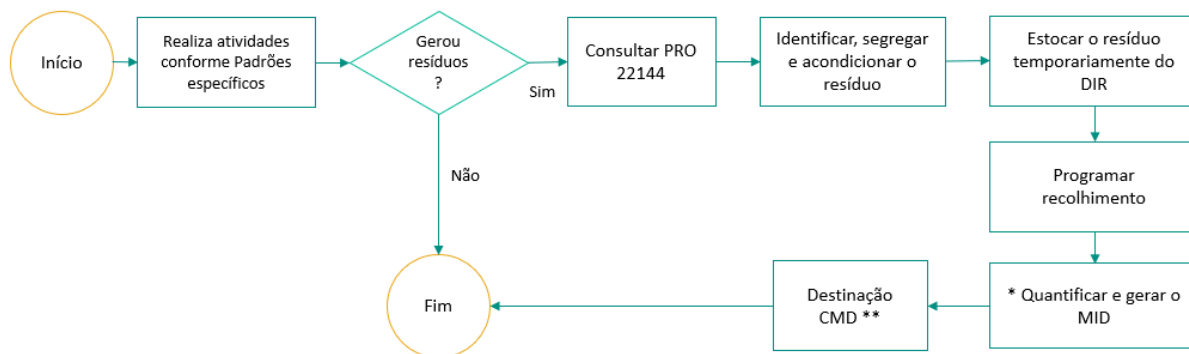 Início
Realiza atividades
conforme Padrões
específicos
Gerou
resíduos
?
Sim
Não
Consultar PRO
22144
Identificar, segregar
e acondicionar o
resíduo
Estocar o resíduo
temporariamente do
DIR
Programar
recolhimento
* Quantificar e gerar o
MID
Destinação
CMD **
Fim